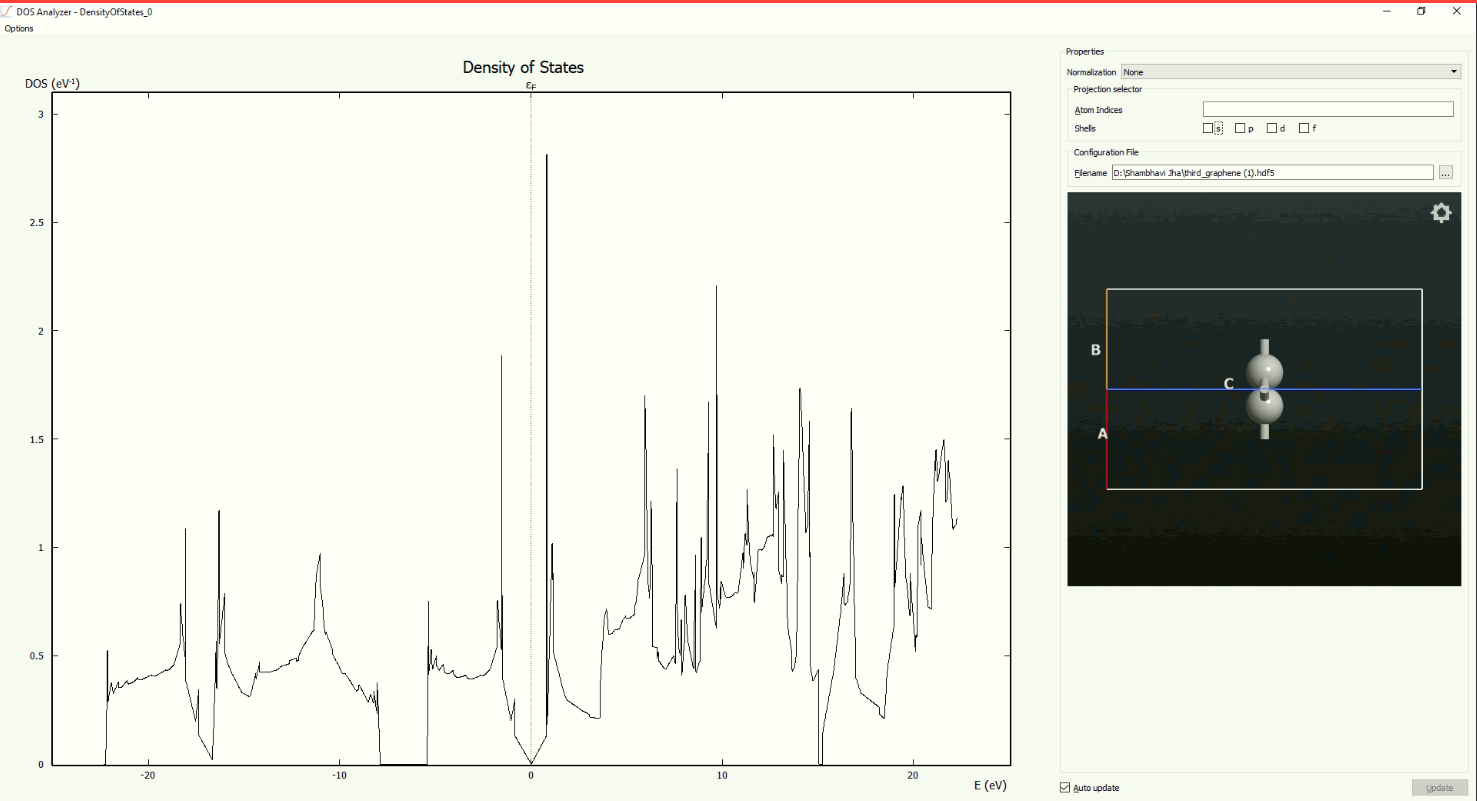 DOS Analyzer - DensityOfStates_0
Options
Density of States
DOS (eV-1)
εF
3
2.5
2
1.5
1
0.5
0
-20 -10 0 10 20
E (eV)
Properties
Normalization None
Projection selector
Atom Indices
Shells s p d f
Configuration File
Filename D:\Shambhavi Jha\third_graphene (1).hdf5 ...
B
C
A
Auto update Update